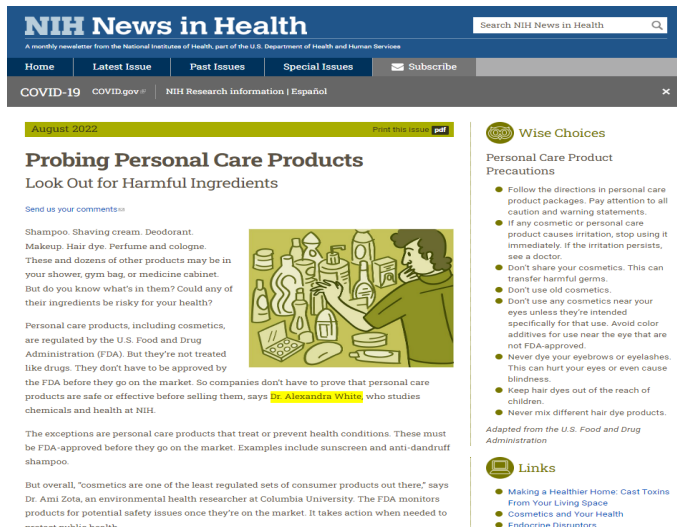 NIH News in Health
Search NIH News in Health
A monthly newsletter from the National Institutes of Health, part of the U.S. Department of Health and Human Services
Home Latest Issue Past Issues Special Issues Subscribe
COVID-19 COVID.gov NIH Research information | Español ×
August 2022 Print this issue pdf
Probing Personal Care Products
Look Out for Harmful Ingredients
Send us your comments
Shampoo. Shaving cream. Deodorant.
Makeup. Hair dye. Perfume and cologne.
These and dozens of other products may be in
your shower, gym bag, or medicine cabinet.
But do you know what's in them? Could any of
their ingredients be risky for your health?
Personal care products, including cosmetics,
are regulated by the U.S. Food and Drug
Administration (FDA). But they're not treated
like drugs. They don't have to be approved by
the FDA before they go on the market. So companies don't have to prove that personal care
products are safe or effective before selling them, says Dr. Alexandra White, who studies
chemicals and health at NIH.
The exceptions are personal care products that treat or prevent health conditions. These must
be FDA-approved before they go on the market. Examples include sunscreen and anti-dandruff
shampoo.
But overall, "cosmetics are one of the least regulated sets of consumer products out there," says
Dr. Ami Zota, an environmental health researcher at Columbia University. The FDA monitors
products for potential safety issues once they're on the market. It takes action when needed to
protect public health.
Wise Choices
Personal Care Product
Precautions
Follow the directions in personal care
product packages. Pay attention to all
caution and warning statements.
If any cosmetic or personal care
product causes irritation, stop using it
immediately. If the irritation persists,
see a doctor.
Don't share your cosmetics. This can
transfer harmful germs.
Don't use old cosmetics.
Don't use any cosmetics near your
eyes unless they're intended
specifically for that use. Avoid color
additives for use near the eye that are
not FDA-approved.
Never dye your eyebrows or eyelashes.
This can hurt your eyes or even cause
blindness.
Keep hair dyes out of the reach of
children.
Never mix different hair dye products.
Adapted from the U.S. Food and Drug
Administration
Links
Making a Healthier Home: Cast Toxins
From Your Living Space
Cosmetics and Your Health
Endocrine Disruptors